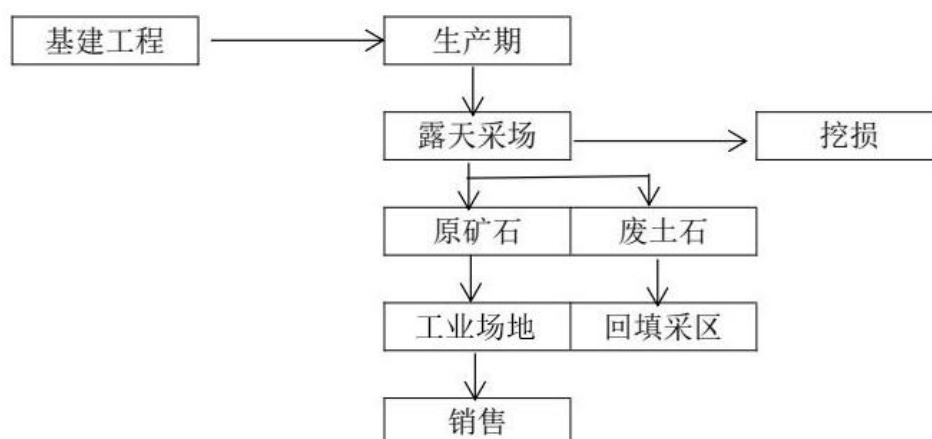 基建工程 生产期
露天采场 挖损
原矿石 废土石
工业场地 回填采区
销售